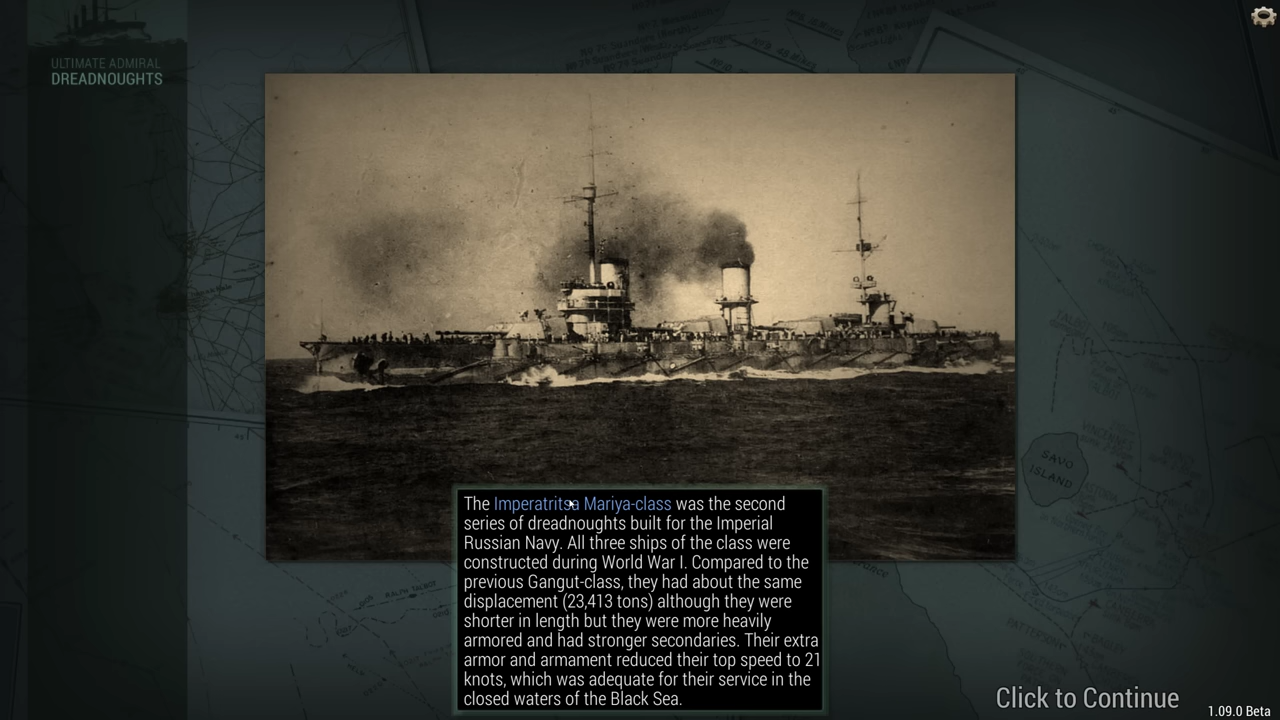 ULTIMATE ADMIRAL
DREADNOUGHTS
SAVO
ISLAND
The Imperatritsa Mariya-class was the second
series of dreadnoughts built for the Imperial
Russian Navy. All three ships of the class were
constructed during World War I. Compared to the
previous Gangut-class, they had about the same
displacement (23,413 tons) although they were
shorter in length but they were more heavily
armored and had stronger secondaries. Their extra
armor and armament reduced their top speed to 21
knots, which was adequate for their service in the
closed waters of the Black Sea.
Click to Continue
1.09.0 Beta